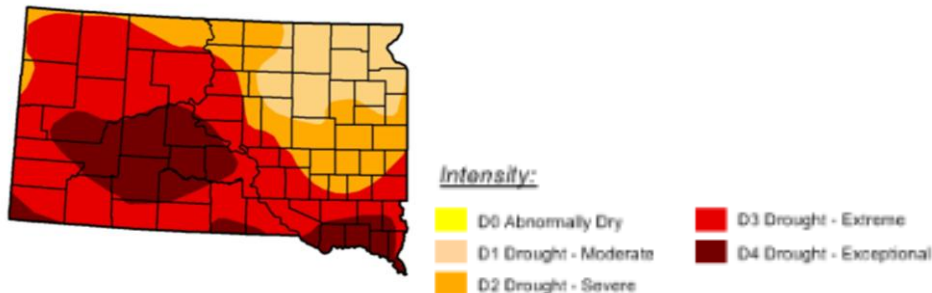 Intensity:
D0 Abnormally Dry
D1 Drought - Moderate
D2 Drought - Severe
D3 Drought - Extreme
D4 Drought - Exceptional